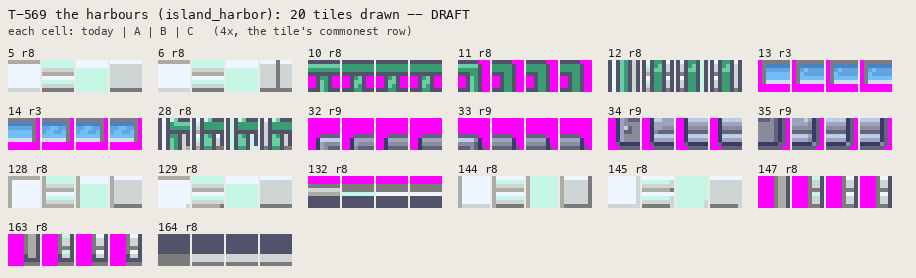 T—569 the harbours (island_harbor): 20 tiles drawn —— DRAFT
each cell: today | A | B | C (4x, the tile's commonest row)
5 r8 6 r8 10 r8 11 r8 12 r8 13 r3
14 r3 28 r8 32 r9 33 r9 34 r9 35 r9
128 r8 129 r8 132 r8 144 r8 145 r8 147 r8
163 r8 164 r8